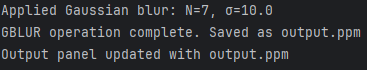 Applied Gaussian blur: N=7, σ=10.0
GBLUR operation complete. Saved as output.ppm
Output panel updated with output.ppm